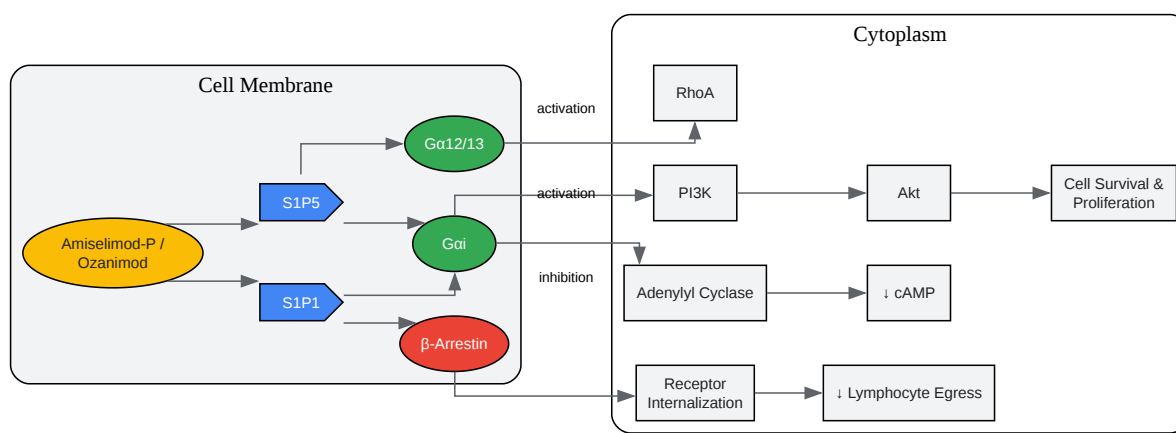 Cytoplasm
Cell Membrane
RhoA
activation
Gα12/13
S1P5
activation
PI3K
Akt
Cell Survival &
Proliferation
Amiselimod-P /
Ozanimod
Gαi
inhibition
Adenylyl Cyclase
↓ cAMP
S1P1
β-Arrestin
Receptor
Internalization
↓ Lymphocyte Egress